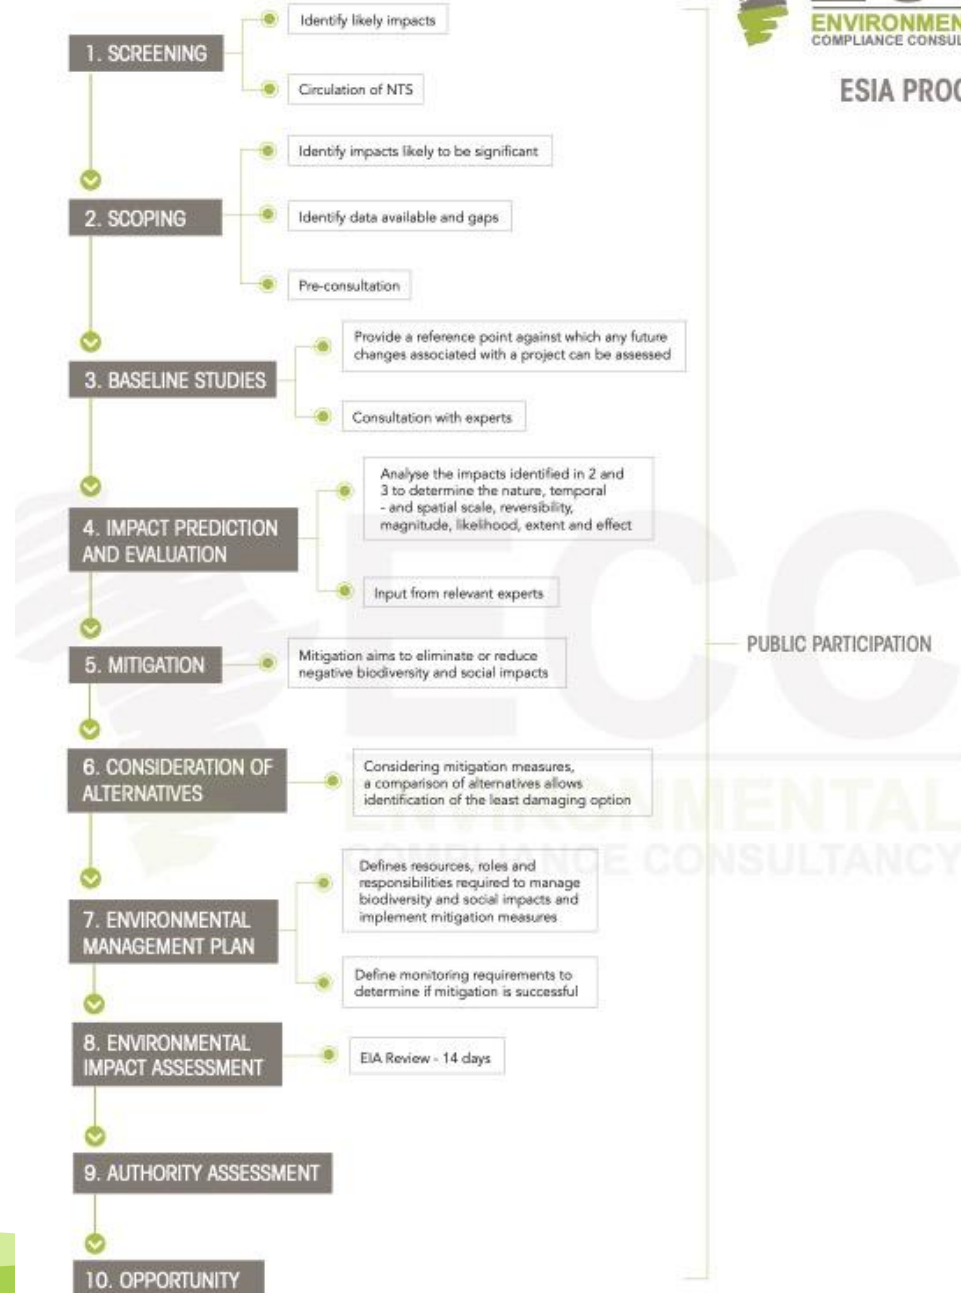 ENVIRONMEN
COMPLIANCE CONSUL
ESIA PROC
1. SCREENING
Identify likely impacts
Circulation of NTS
2. SCOPING
Identify impacts likely to be significant
Identify data available and gaps
Pre-consultation
3. BASELINE STUDIES
Provide a reference point against which any future
changes associated with a project can be assessed
Consultation with experts
4. IMPACT PREDICTION
AND EVALUATION
Analyse the impacts identified in 2 and
3 to determine the nature, temporal
- and spatial scale, reversibility,
magnitude, likelihood, extent and effect
Input from relevant experts
5. MITIGATION
Mitigation aims to eliminate or reduce
negative biodiversity and social impacts
PUBLIC PARTICIPATION
6. CONSIDERATION OF
ALTERNATIVES
Considering mitigation measures,
a comparison of alternatives allows
identification of the least damaging option
7. ENVIRONMENTAL
MANAGEMENT PLAN
Defines resources, roles and
responsibilities required to manage
biodiversity and social impacts and
implement mitigation measures
Define monitoring requirements to
determine if mitigation is successful
8. ENVIRONMENTAL
IMPACT ASSESSMENT
EIA Review - 14 days
9. AUTHORITY ASSESSMENT
10. OPPORTUNITY
ECC
ENVIRONMENTAL
COMPLIANCE CONSULTANCY